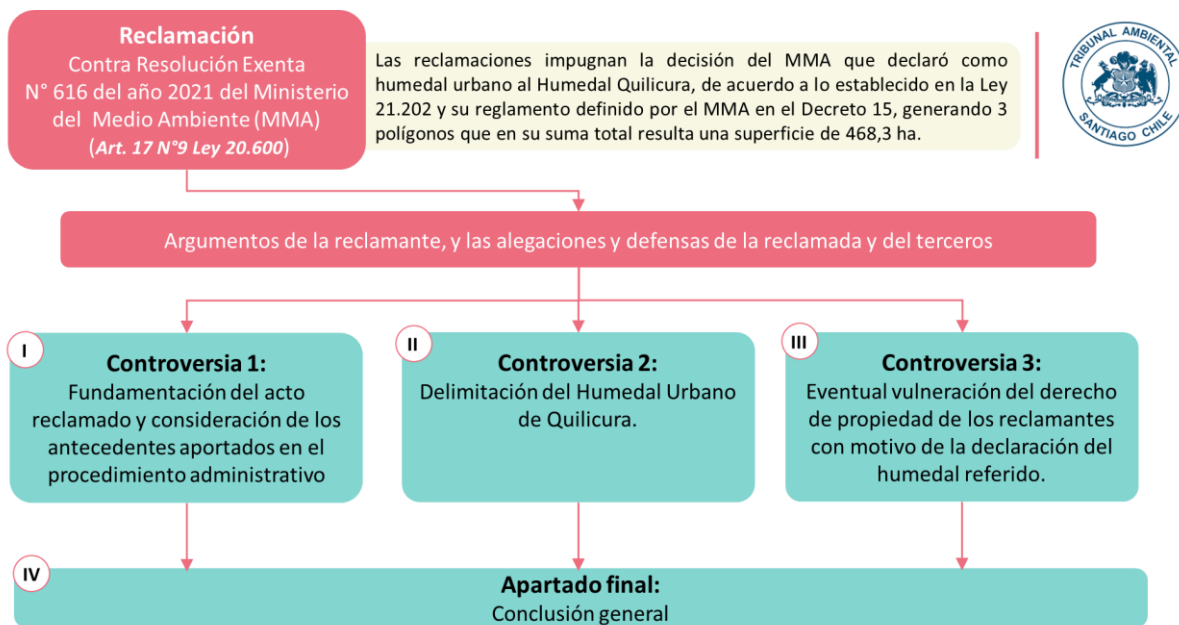 Reclamación
Contra Resolución Exenta
N° 616 del año 2021 del Ministerio
del Medio Ambiente (MMA)
(Art. 17 N°9 Ley 20.600)
Las reclamaciones impugnan la decisión del MMA que declaró como
humedal urbano al Humedal Quilicura, de acuerdo a lo establecido en la Ley
21.202 y su reglamento definido por el MMA en el Decreto 15, generando 3
polígonos que en su suma total resulta una superficie de 468,3 ha.
TRIBUNAL AMBIENTAL
SANTIAGO CHILE
Argumentos de la reclamante, y las alegaciones y defensas de la reclamada y del terceros
I
Controversia 1:
Fundamentación del acto
reclamado y consideración de los
antecedentes aportados en el
procedimiento administrativo
II
Controversia 2:
Delimitación del Humedal Urbano
de Quilicura.
III
Controversia 3:
Eventual vulneración del derecho
de propiedad de los reclamantes
con motivo de la declaración del
humedal referido.
IV
Apartado final:
Conclusión general